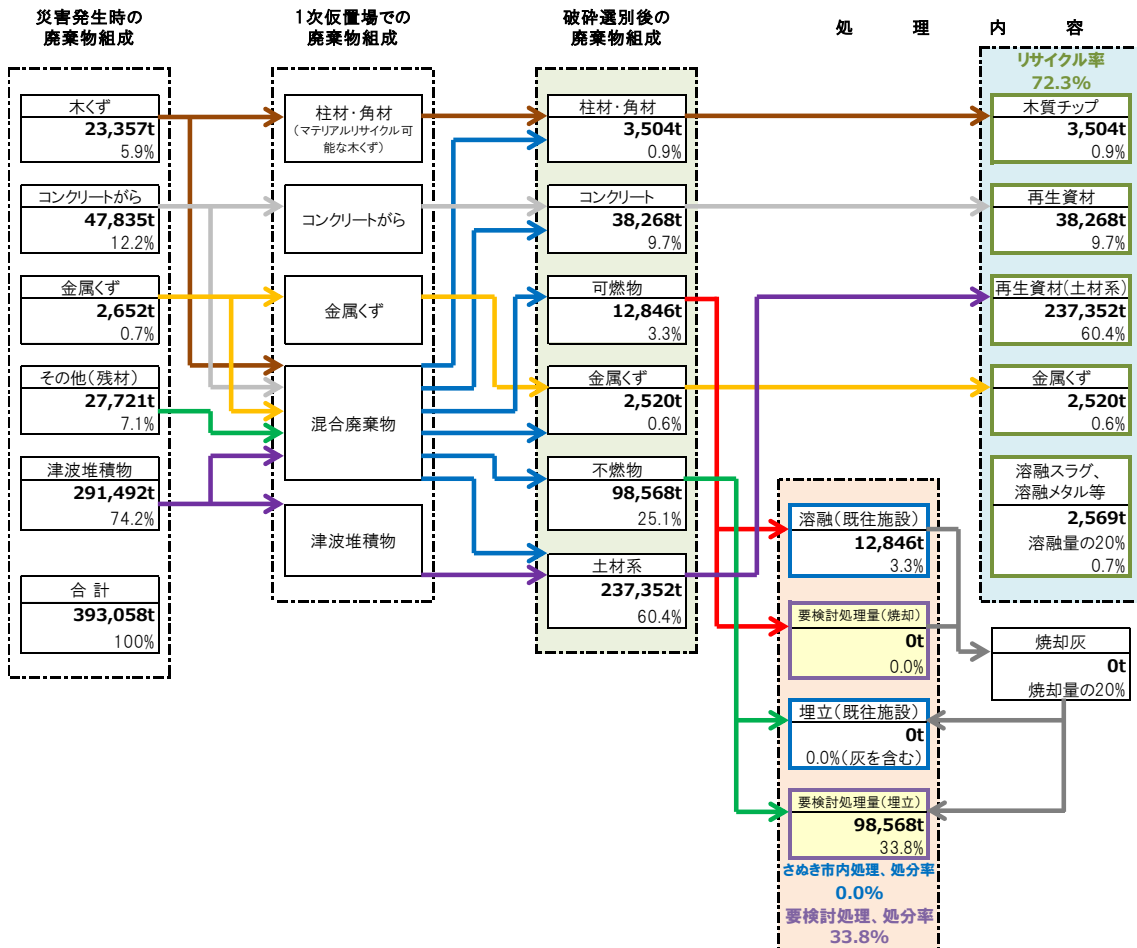 災害発生時の
廃棄物組成
1次仮置場での
廃棄物組成
破砕選別後の
廃棄物組成
処理内容
木くず
23,357t
5.9%
コンクリートがら
47,835t
12.2%
金属くず
2,652t
0.7%
その他(残材)
27,721t
7.1%
津波堆積物
291,492t
74.2%
合計
393,058t
100%
柱材・角材
(マテリアルリサイクル可
能な木くず)
コンクリートがら
金属くず
混合廃棄物
津波堆積物
柱材・角材
3,504t
0.9%
コンクリート
38,268t
9.7%
可燃物
12,846t
3.3%
金属くず
2,520t
0.6%
不燃物
98,568t
25.1%
土材系
237,352t
60.4%
溶融(既往施設)
12,846t
3.3%
要検討処理量(焼却)
0t
0.0%
埋立(既往施設)
0t
0.0%(灰を含む)
要検討処理量(埋立)
98,568t
33.8%
さぬき市内処理、処分率
0.0%
要検討処理、処分率
33.8%
リサイクル率
72.3%
木質チップ
3,504t
0.9%
再生資材
38,268t
9.7%
再生資材(土材系)
237,352t
60.4%
金属くず
2,520t
0.6%
溶融スラグ、
溶融メタル等
2,569t
溶融量の20%
0.7%
焼却灰
0t
焼却量の20%